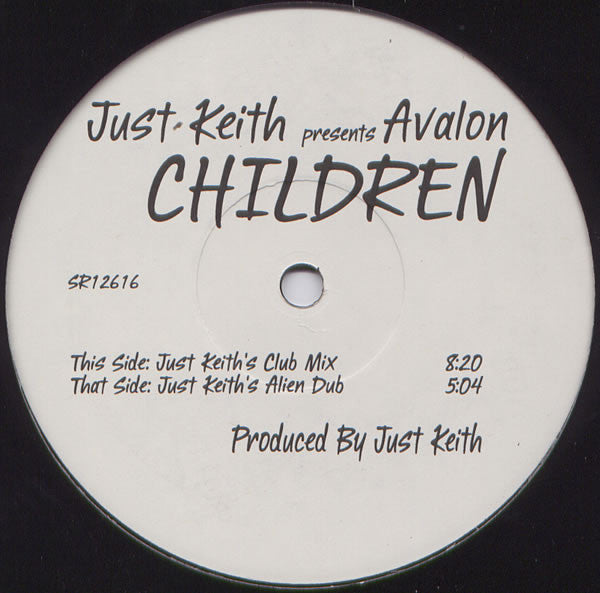 Just Keith presents Avalon
CHILDREN
SR12616
This Side: Just Keith's Club Mix 8:20
That Side: Just Keith's Alien Dub 5:04
Produced By Just Keith